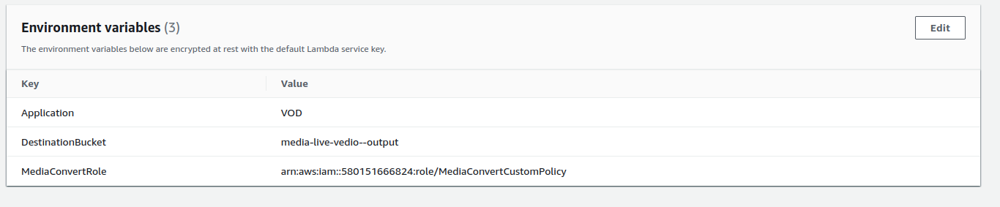 Environment variables (3)
Edit
The environment variables below are encrypted at rest with the default Lambda service key.
Key Value
Application VOD
DestinationBucket media-live-vedio--output
MediaConvertRole arn:aws:iam::580151666824:role/MediaConvertCustomPolicy